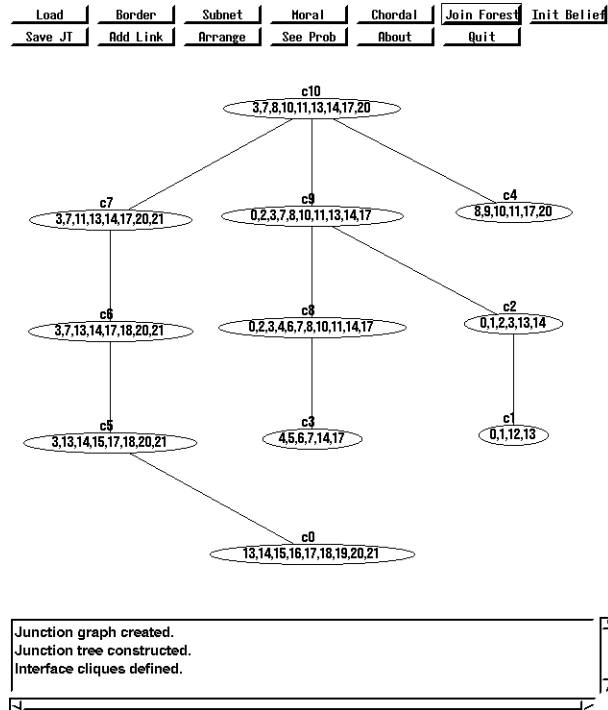 Load Border Subnet Moral Chordal Join Forest Init Belief
Save JT Add Link Arrange See Prob About Quit
c10
3,7,8,10,11,13,14,17,20
c7 c9 c4
3,7,11,13,14,17,20,21 0,2,3,7,8,10,11,13,14,17 8,9,10,11,17,20
c6 c8 c2
3,7,13,14,17,18,20,21 0,2,3,4,6,7,8,10,11,14,17 0,1,2,3,13,14
c5 c3 c1
3,13,14,15,17,18,20,21 4,5,6,7,14,17 0,1,12,13
c0
13,14,15,16,17,18,19,20,21
Junction graph created.
Junction tree constructed.
Interface cliques defined.